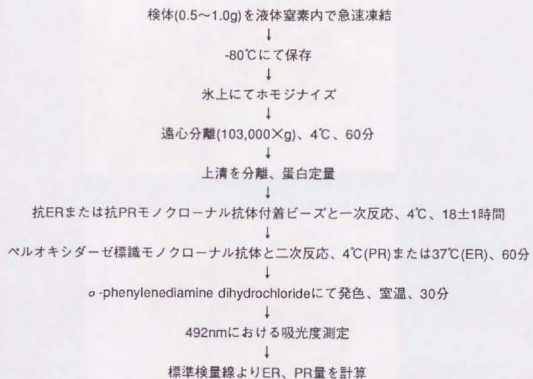 検体(0.5〜1.0g)を液体窒素内で急速凍結
↓
-80℃にて保存
↓
氷上にてホモジナイズ
↓
遠心分離(103,000×g)、4℃、60分
↓
上清を分離、蛋白定量
↓
抗ERまたは抗PRモノクローナル抗体付着ビーズと一次反応、4℃、18±1時間
↓
ペルオキシダーゼ標識モノクローナル抗体と二次反応、4℃(PR)または37℃(ER)、60分
↓
o-phenylenediamine dihydrochlorideにて発色、室温、30分
↓
492nmにおける吸光度測定
↓
標準検量線よりER、PR量を計算